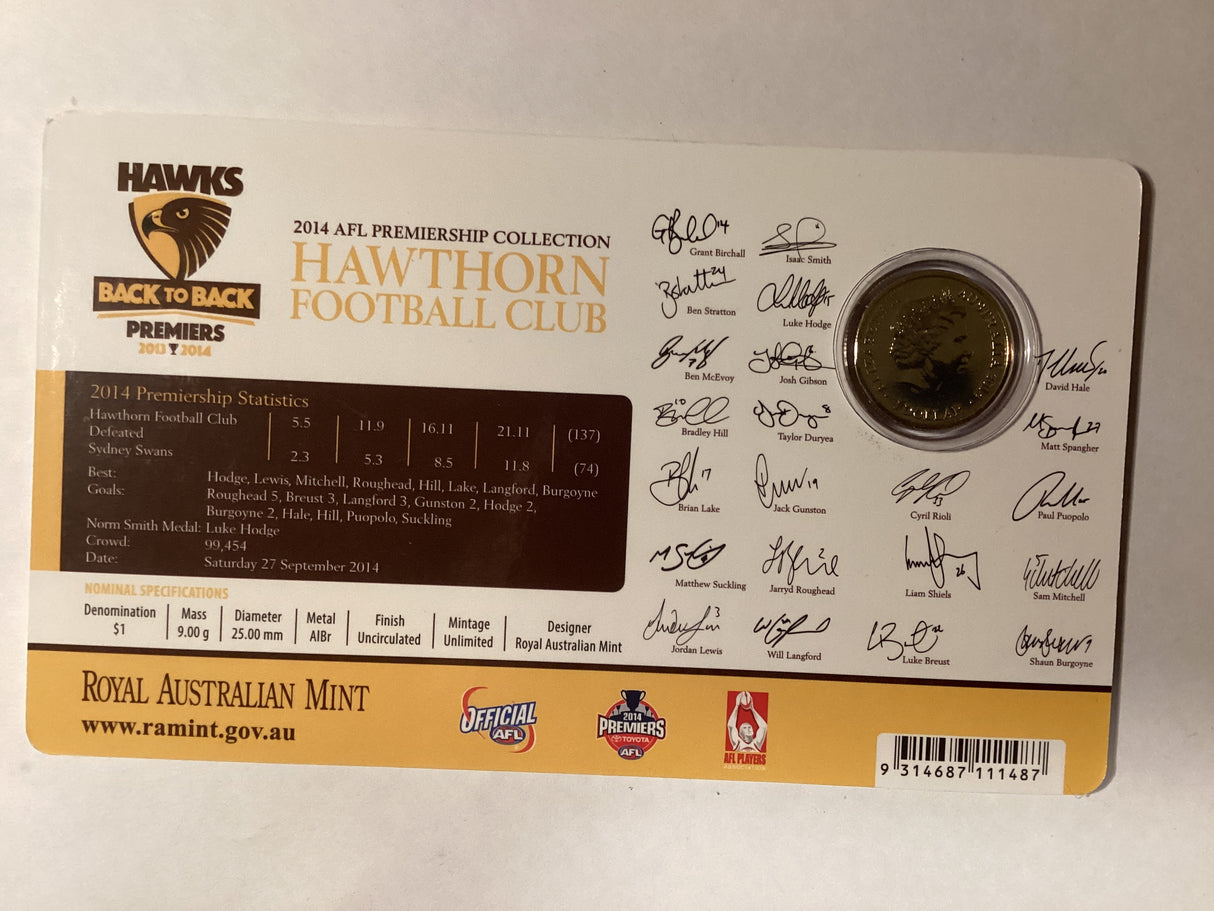 HAWKS
BACK TO BACK
PREMIERS
2013 2014
2014 AFL PREMIERSHIP COLLECTION
HAWTHORN
FOOTBALL CLUB
2014 Premiership Statistics
Hawthorn Football Club 5.5 11.9 16.11 21.11 (137)
Defeated
Sydney Swans 2.3 5.3 8.5 11.8 (74)
Best: Hodge, Lewis, Mitchell, Roughead, Hill, Lake, Langford, Burgoyne
Goals: Roughead 5, Breust 3, Langford 3, Gunston 2, Hodge 2,
Burgoyne 2, Hale, Hill, Puopolo, Suckling
Norm Smith Medal: Luke Hodge
Crowd: 99,454
Date: Saturday 27 September 2014
NOMINAL SPECIFICATIONS
Denomination Mass Diameter Metal Finish Mintage Designer
$1 9.00 g 25.00 mm AlBr Uncirculated Unlimited Royal Australian Mint
Grant Birchall Isaac Smith
Ben Stratton Luke Hodge
Ben McEvoy Josh Gibson David Hale
Bradley Hill Taylor Duryea Matt Spangher
Brian Lake Jack Gunston Cyril Rioli Paul Puopolo
Matthew Suckling Jarryd Roughead Liam Shiels Sam Mitchell
Jordan Lewis Will Langford Luke Breust Shaun Burgoyne
ROYAL AUSTRALIAN MINT
www.ramint.gov.au
OFFICIAL
AFL
2014
PREMIERS
TOYOTA
AFL
AFL PLAYERS
ASSOCIATION
9 314687 111487